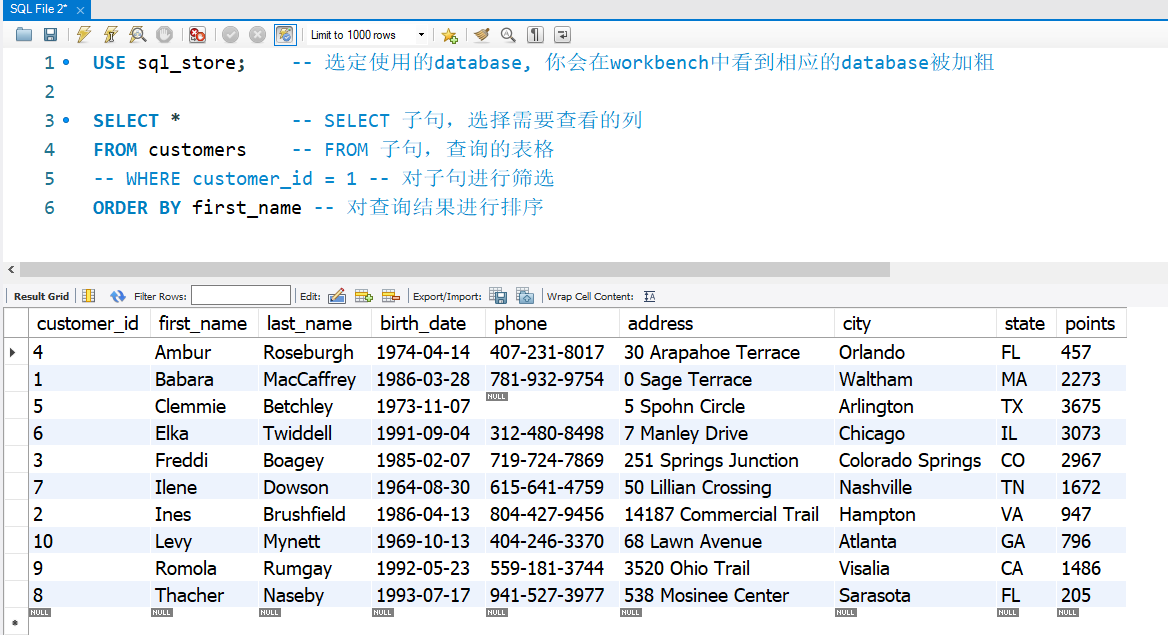 SQL File 2*
Limit to 1000 rows
1 USE sql_store; -- 选定使用的database, 你会在workbench中看到相应的database被加粗
2
3 SELECT * -- SELECT 子句，选择需要查看的列
4 FROM customers -- FROM 子句，查询的表格
5 -- WHERE customer_id = 1 -- 对子句进行筛选
6 ORDER BY first_name -- 对查询结果进行排序
Result Grid Filter Rows: Edit: Export/Import: Wrap Cell Content: IA
customer_id first_name last_name birth_date phone address city state points
4 Ambur Roseburgh 1974-04-14 407-231-8017 30 Arapahoe Terrace Orlando FL 457
1 Babara MacCaffrey 1986-03-28 781-932-9754 0 Sage Terrace Waltham MA 2273
5 Clemmie Betchley 1973-11-07 NULL 5 Spohn Circle Arlington TX 3675
6 Elka Twiddell 1991-09-04 312-480-8498 7 Manley Drive Chicago IL 3073
3 Freddi Boagey 1985-02-07 719-724-7869 251 Springs Junction Colorado Springs CO 2967
7 Ilene Dowson 1964-08-30 615-641-4759 50 Lillian Crossing Nashville TN 1672
2 Ines Brushfield 1986-04-13 804-427-9456 14187 Commercial Trail Hampton VA 947
10 Levy Mynett 1969-10-13 404-246-3370 68 Lawn Avenue Atlanta GA 796
9 Romola Rumgay 1992-05-23 559-181-3744 3520 Ohio Trail Visalia CA 1486
8 Thacher Naseby 1993-07-17 941-527-3977 538 Mosinee Center Sarasota FL 205
NULL NULL NULL NULL NULL NULL NULL NULL NULL